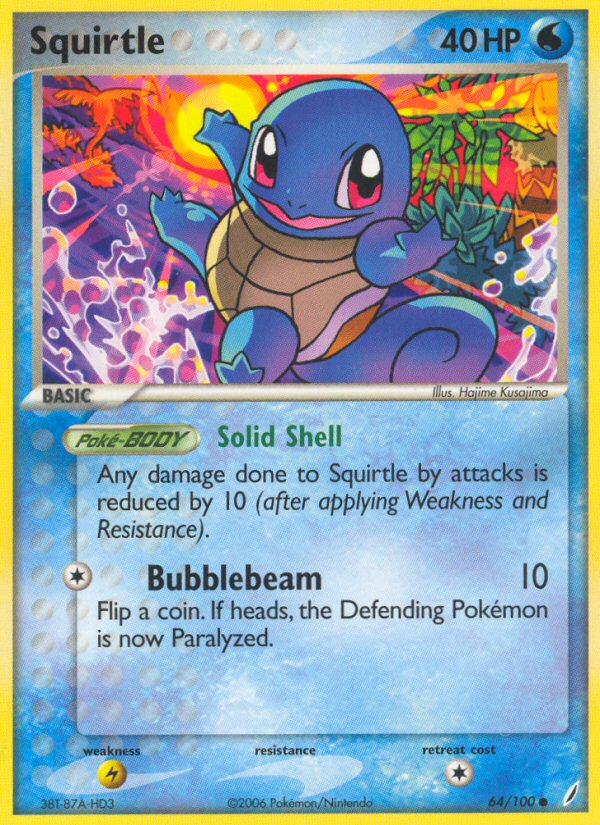 Squirtle 40 HP
BASIC
Illus. Hajime Kusajima
Poké-BODY Solid Shell
Any damage done to Squirtle by attacks is
reduced by 10 (after applying Weakness and
Resistance).
Bubblebeam 10
Flip a coin. If heads, the Defending Pokémon
is now Paralyzed.
weakness resistance retreat cost
38T-87A-HD3 ©2006 Pokémon/Nintendo 64/100